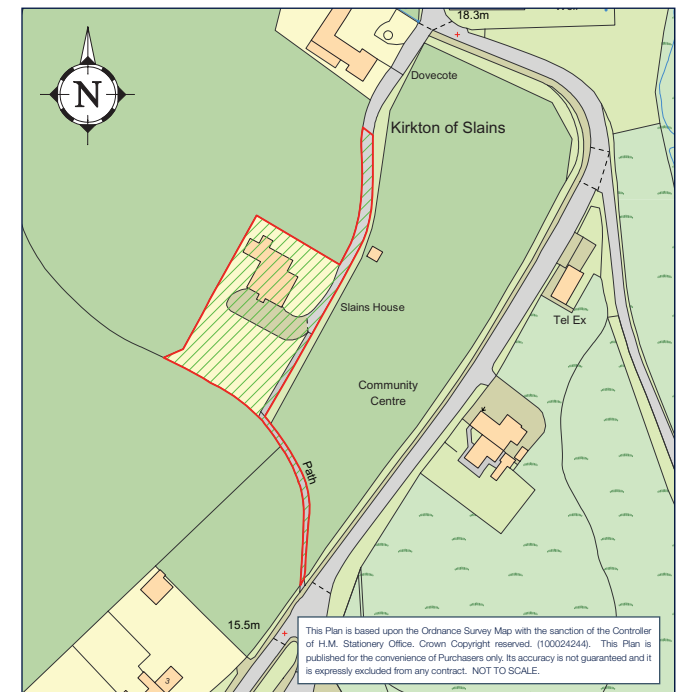 18.3m
Dovecote
N
Kirkton of Slains
Slains House
Tel Ex
Community
Centre
Path
15.5m
3
This Plan is based upon the Ordnance Survey Map with the sanction of the Controller
of H.M. Stationery Office. Crown Copyright reserved. (100024244). This Plan is
published for the convenience of Purchasers only. Its accuracy is not guaranteed and it
is expressly excluded from any contract. NOT TO SCALE.